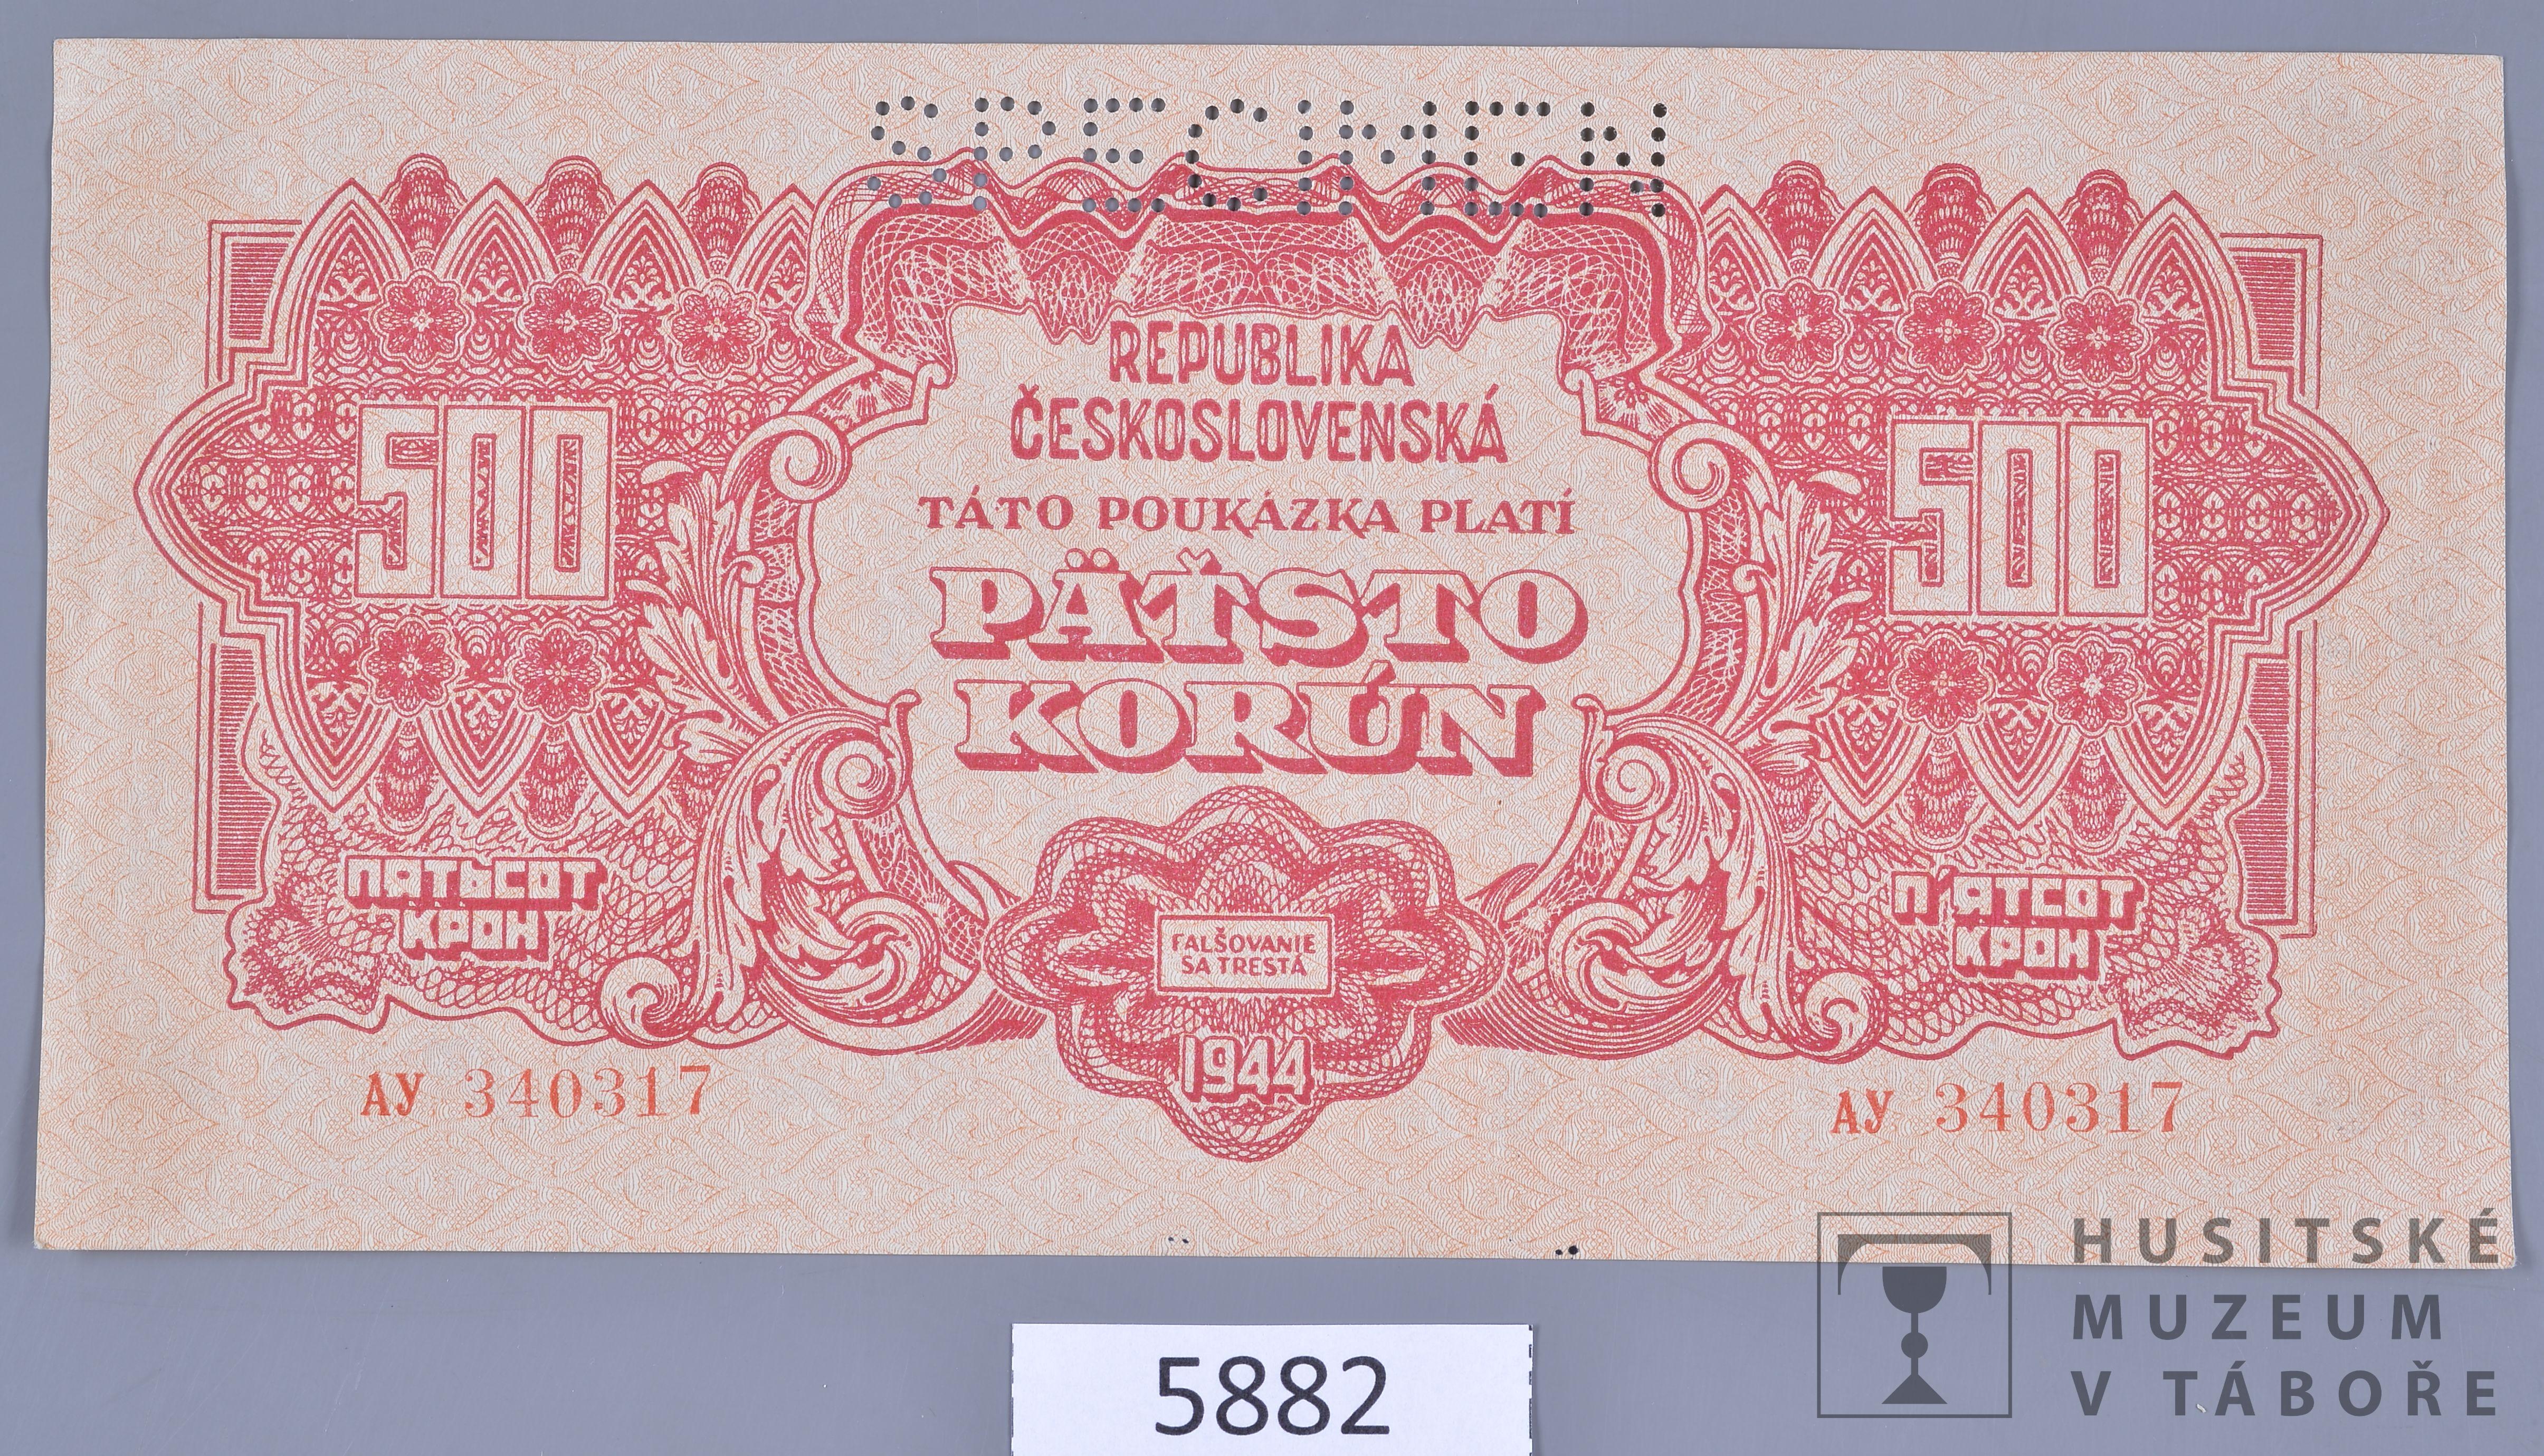 SPECIMEN
REPUBLIKA
ČESKOSLOVENSKÁ
TÁTO POUKÁZKA PLATÍ
500
PÄŤSTO
KORÚN
500
ПЯТЬСОТ
КРОН
FALŠOVANIE
SA TRESTÁ
П'ЯТСОТ
КРОН
1944
АУ 340317
АУ 340317
5882
HUSITSKÉ
MUZEUM
V TÁBOŘE